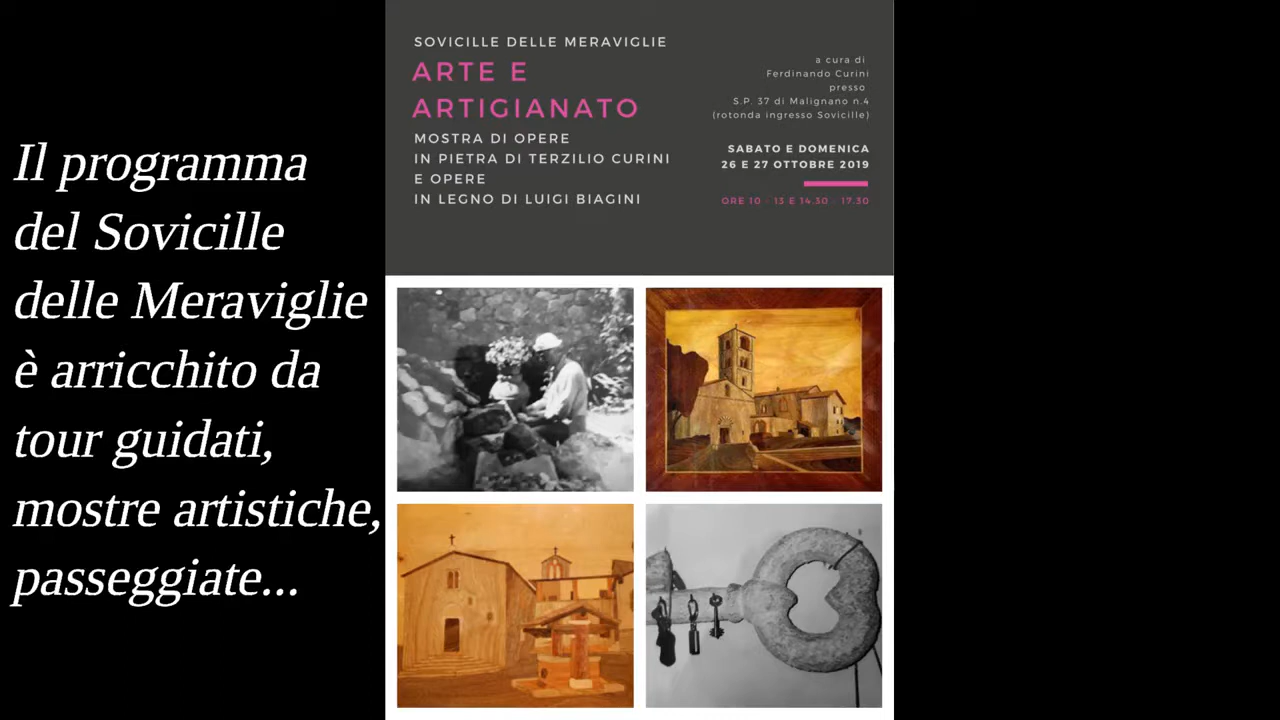 Il programma
del Sovicille
delle Meraviglie
è arricchito da
tour guidati,
mostre artistiche,
passeggiate...
SOVICILLE DELLE MERAVIGLIE
ARTE E
ARTIGIANATO
MOSTRA DI OPERE
IN PIETRA DI TERZILIO CURINI
E OPERE
IN LEGNO DI LUIGI BIAGINI
a cura di
Ferdinando Curini
presso
S.P. 37 di Malignano n.4
(rotonda ingresso Sovicille)
SABATO E DOMENICA
26 E 27 OTTOBRE 2019
ORE 10 - 13 E 14.30 - 17.30